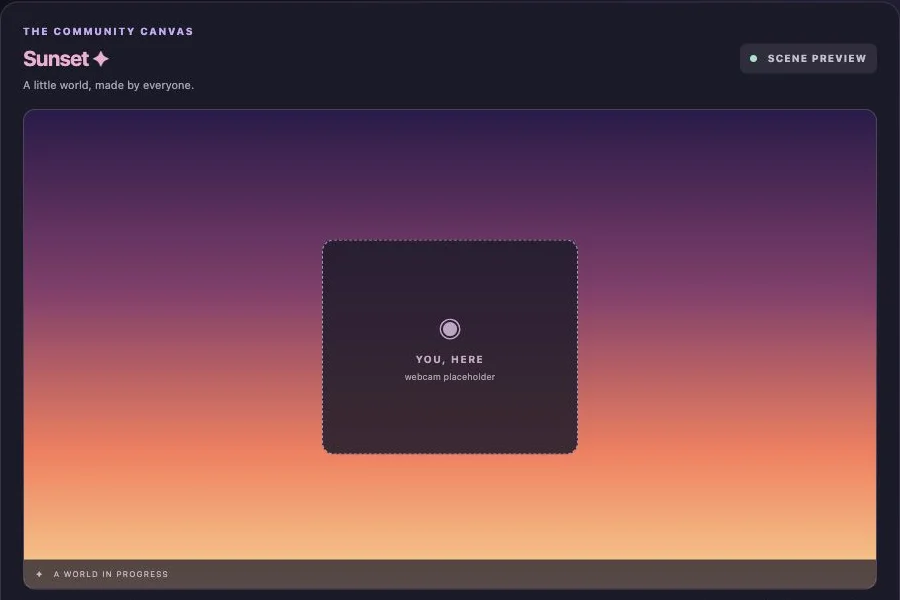 THE COMMUNITY CANVAS
Sunset ✦
A little world, made by everyone.
SCENE PREVIEW
YOU, HERE
webcam placeholder
✦ A WORLD IN PROGRESS